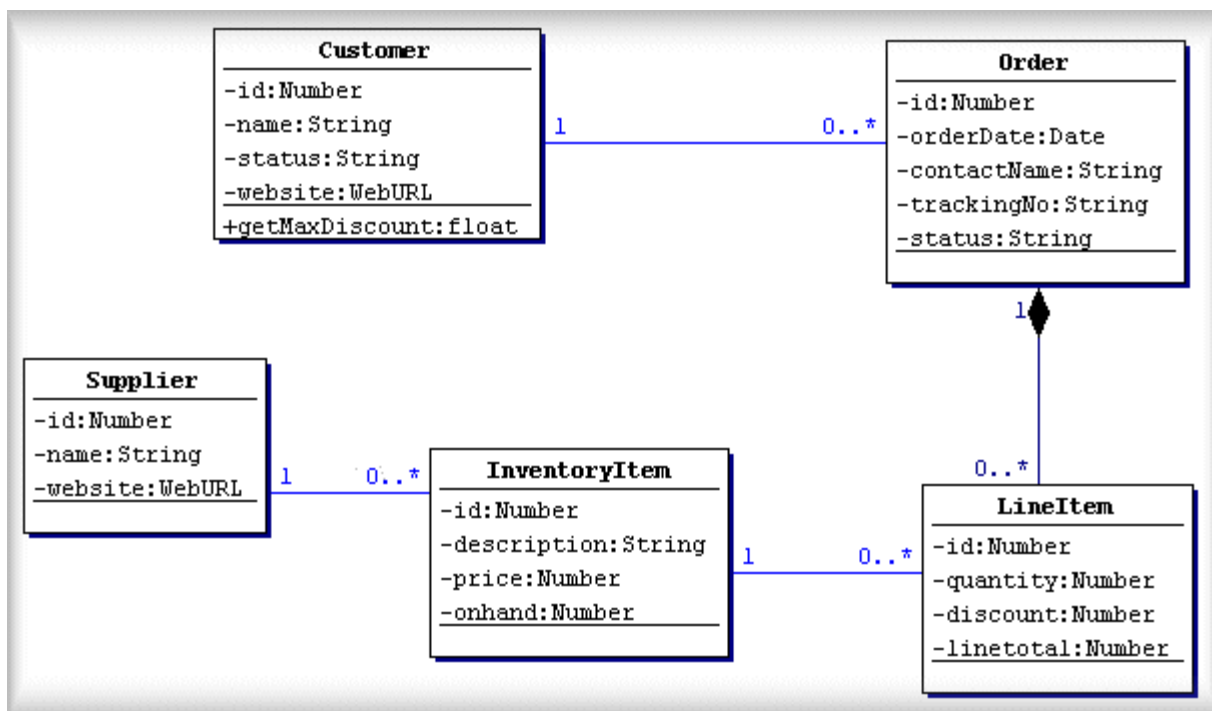 Customer
-id:Number
-name:String
-status:String
-website:WebURL
+getMaxDiscount:float
1
0..*
Order
-id:Number
-orderDate:Date
-contactName:String
-trackingNo:String
-status:String
1
0..*
Supplier
-id:Number
-name:String
-website:WebURL
1
0..*
InventoryItem
-id:Number
-description:String
-price:Number
-onhand:Number
1
0..*
LineItem
-id:Number
-quantity:Number
-discount:Number
-linetotal:Number